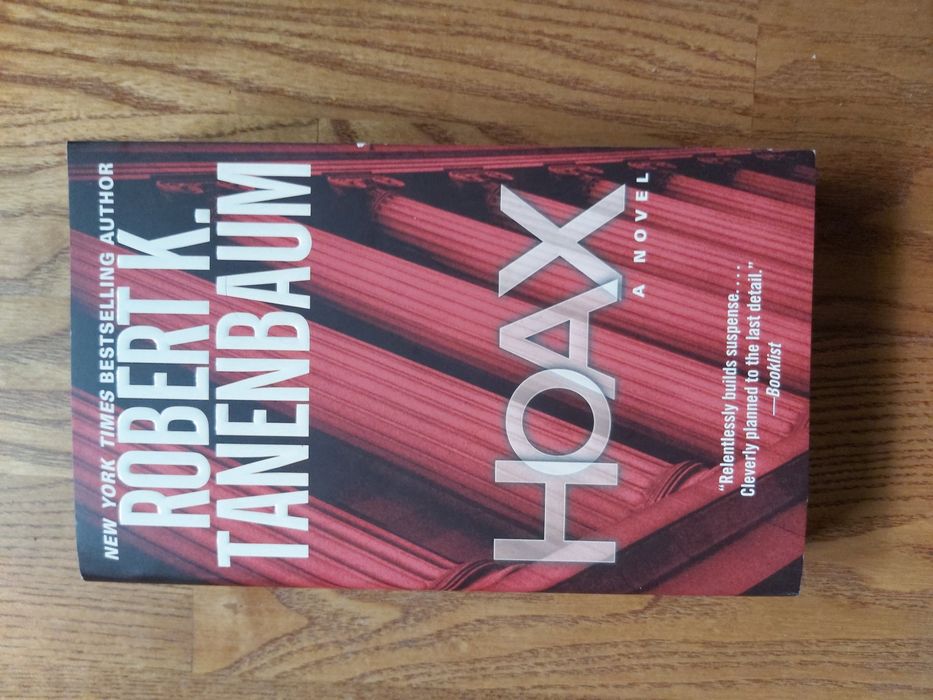 NEW YORK TIMES BESTSELLING AUTHOR
ROBERT K.
TANENBAUM
HOAX
A NOVEL
“Relentlessly builds suspense. . . .
Cleverly planned to the last detail.”
—Booklist